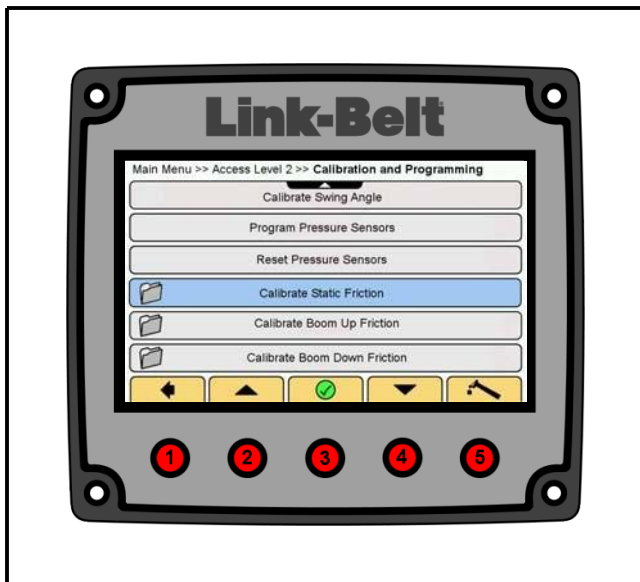 Link-Belt
Main Menu >> Access Level 2 >> Calibration and Programming
Calibrate Swing Angle
Program Pressure Sensors
Reset Pressure Sensors
Calibrate Static Friction
Calibrate Boom Up Friction
Calibrate Boom Down Friction
1 2 3 4 5